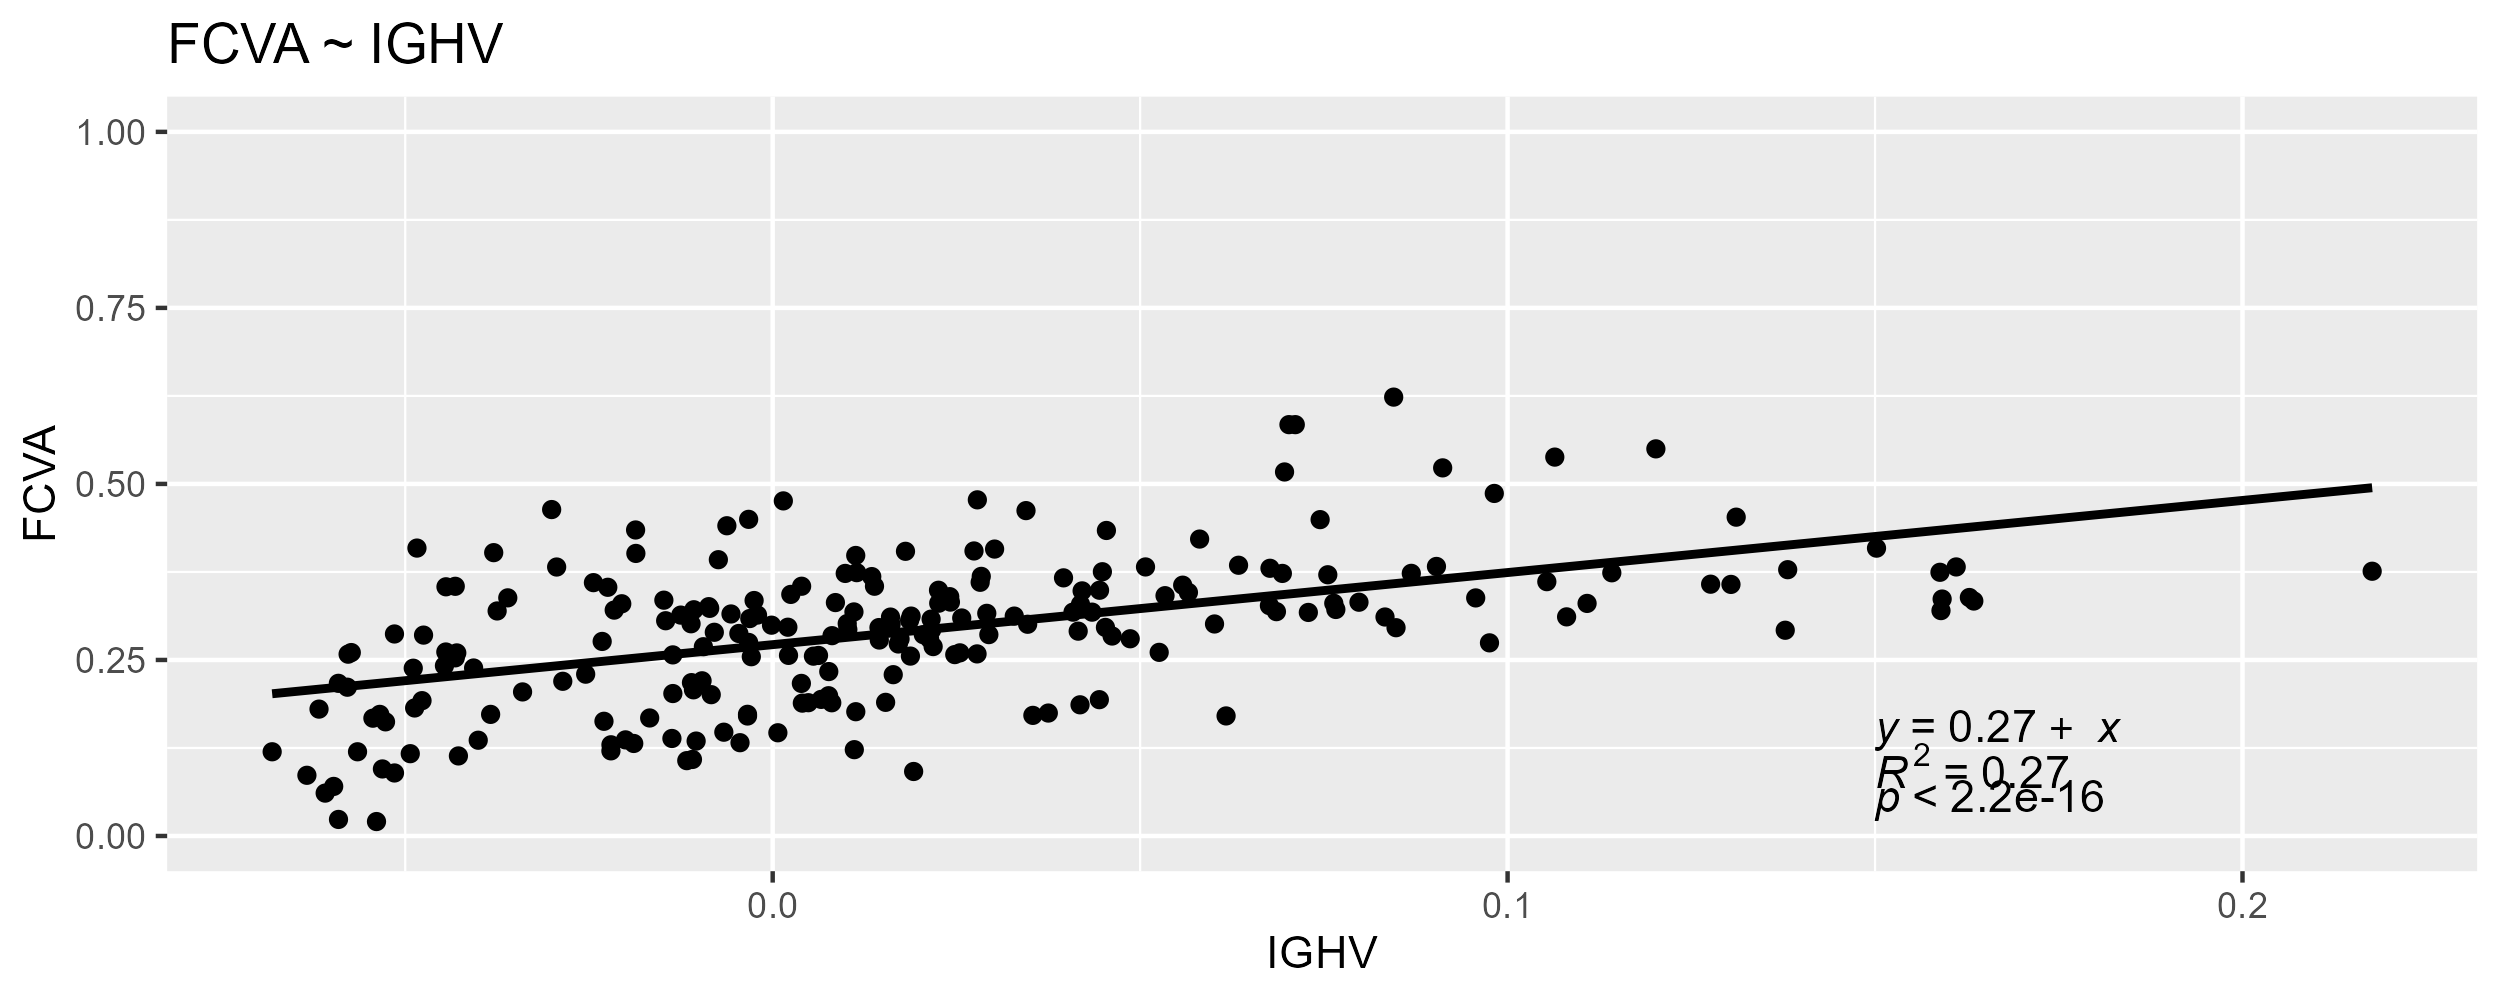 FCVA ~ IGHV
1.00
0.75
0.50
0.25
0.00
FCVA
y = 0.27 + x
R² = 0.27
p < 2.2e-16
0.0
0.1
0.2
IGHV